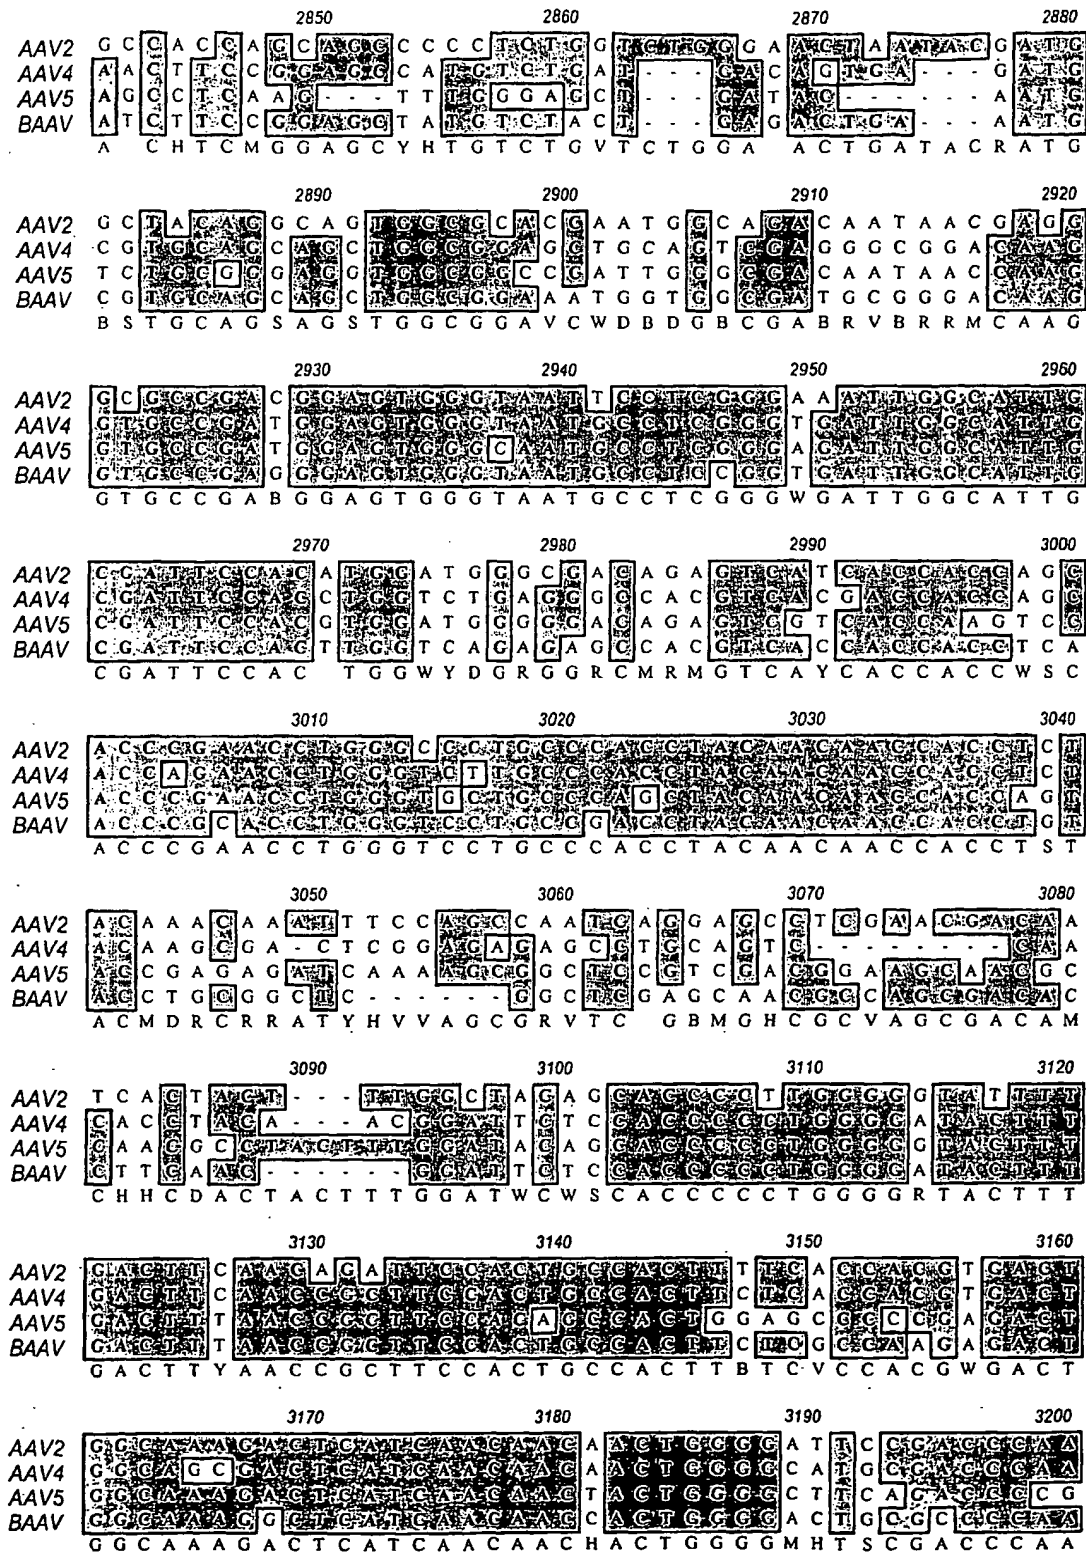 2850 2860 2870 2880
AAV2 G C C A C C A G C A G C C C C C T C T G G T C T G G G A A C T A A T A C G A T G
AAV4 A A C T T C C G G A G G C A T G T C T G A T - - - G A C A G T G A - - - G A T G
AAV5 A G C C T C A A G - - - T T T G G G A G C T - - - G A T A G - - - - - - A A T G
BAAV A T C T T C C G G A G G T A T G T C T A C T - - - G A G A C T G A - - - A A T G
A C H T C M G G A G C Y H T G T C T G V T C T G G A A C T G A T A C R A T G
2890 2900 2910 2920
AAV2 G C T A C A G G C A G T G G C G C A C G A A T G G C A G A C A A T A A C G A G G
AAV4 C G T G C A G C A G C T G G C G G A G G T G C A G T C G A G G G C G G A C A A G
AAV5 T C T G C G G G A G G T G G C G G C C G A T T G G G C G A C A A T A A C C A A G
BAAV C G T G C A G C A G C T G G C G G A A A T G G T G G C G A T G C G G G A C A A G
B S T G C A G S A G S T G G C G G A V C W D B D G B C G A B R V B R R M C A A G
2930 2940 2950 2960
AAV2 G C G C C G A C G G A G T G G G T A A T T C C T C G G G A A A T T G G C A T T G
AAV4 G T G C C G A T G G A G T G G G T A A T G C C T C G G G T G A T T G G C A T T G
AAV5 G T G C C G A T G G A G T G G G C A A T G C C T C G G G T G A T T G G C A T T G
BAAV G T G C C G A G G G A G T G G G T A A T G C C T C C G G T G A T T G G C A T T G
G T G C C G A B G G A G T G G G T A A T G C C T C G G G W G A T T G G C A T T G
2970 2980 2990 3000
AAV2 C G A T T C C A C A T G G A T G G G C G A C A G A G T C A T C A C C A C G A G G
AAV4 C G A T T C C A C C T G G T C T G A G G G C C A C G T C A C G A C C A C C A G C
AAV5 C G A T T C C A C G T G G A T G G G G G A C A G A G T C G T C A C C A A G T C C
BAAV C G A T T C C A C T T G G T C A G A G A G C C A C G T C A C C A C C A C C T C A
C G A T T C C A C T G G W Y D G R G G R C M R M G T C A Y C A C C A C C W S C
3010 3020 3030 3040
AAV2 A C C C G A A C C T G G G C C C T G C C C A C C T A C A A C A A C C A C C T C T
AAV4 A C C A G A A C C T G G G T C T T G C C C A C C T A C A A C A A C C A C C T C T
AAV5 A C C C G A A C C T G G G T G C T G C C C A G C T A C A A C A A C C A C C A G T
BAAV A C C C G C A C C T G G G T C C T G C C G A C C T A C A A C A A C C A C C T G T
A C C C G A A C C T G G G T C C T G C C C A C C T A C A A C A A C C A C C T S T
3050 3060 3070 3080
AAV2 A C A A A C A A A T T T C C A G C C A A T C A G G A G C G T C G A A C G A C A A
AAV4 A C A A G C G A - C T C G G A G A G A G C G T G C A G T C - - - - - - - - C A A
AAV5 A C C G A G A G A T C A A A A G C G G C T C C G T C G A C G G A A G C A A C G C
BAAV A C C T G C G G C T C - - - - - - G G C T C G A G C A A C G C C A G C G A C A C
A C M D R C R R A T Y H V V A G C G R V T C G B M G H C G C V A G C G A C A M
3090 3100 3110 3120
AAV2 T C A C T A C T - - - T T G G C T A C A G C A C C C C T T G G G G G T A T T T T
AAV4 C A C C T A C A - - - A C G G A T T C T C C A C C C C C T G G G G A T A C T T T
AAV5 C A A C G C C T A C T T T G G A T A C A G C A C C C C C T G G G G G T A C T T T
BAAV C T T C A A C - - - - - - G G A T T C T C C A C C C C C T G G G G A T A C T T T
C H H C D A C T A C T T T G G A T W C W S C A C C C C C T G G G G R T A C T T T
3130 3140 3150 3160
AAV2 G A C T T C A A C A G A T T C C A C T G C C A C T T T T C A C C A C G T G A C T
AAV4 G A C T T C A A C C G C T T C C A C T G C C A C T T C T C A C C A C G T G A C T
AAV5 G A C T T T A A C C G C T T C C A C A G C C A C T G G A G C C C C C G A G A C T
BAAV G A C T T T A A C C G C T T C C A C T G C C A C T T C T C C C C A A G A G A C T
G A C T T Y A A C C G C T T C C A C T G C C A C T T B T C V C C A C G W G A C T
3170 3180 3190 3200
AAV2 G G C A A A G A C T C A T C A A C A A C A A C T G G G G A T T C C G A C C C A A
AAV4 G G C A G C G A C T C A T C A A C A A C A A C T G G G G C A T G C G A C C C A A
AAV5 G G C A A A G A C T C A T C A A C A A C T A C T G G G G C T T C A G A C C C C G
BAAV G G C A A A G G C T C A T C A A C A A C A A C T G G G G A C T G C G C C C C A A
G G C A A A G A C T C A T C A A C A A C H A C T G G G G M H T S C G A C C C A A